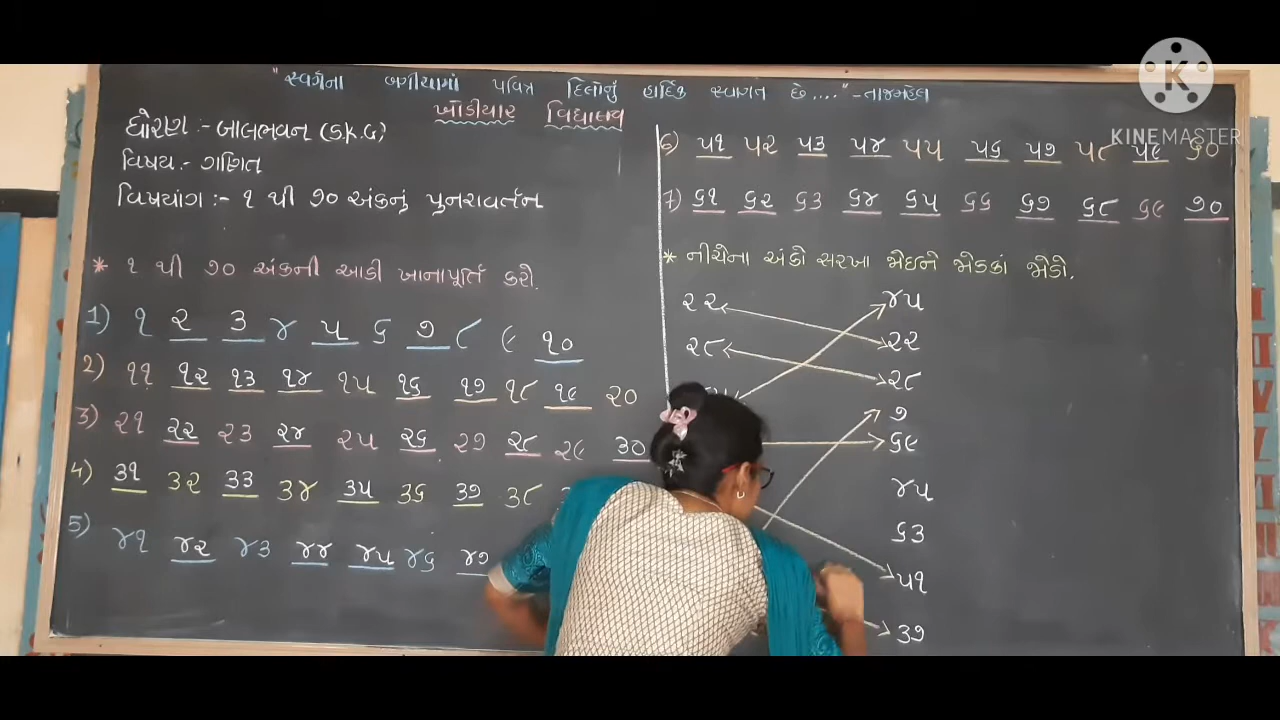 "સ્વર્ગના બગીચામાં પવિત્ર દિલોનું હાર્દિક સ્વાગત છે...." - તાજમહેલ
ખોડીયાર વિદ્યાલય
ધોરણ :- બાલભવન (S.K.G)
વિષય :- ગણિત
વિષયાંગ :- ૧ થી ૭૦ અંકનું પુનરાવર્તન
* ૧ થી ૭૦ અંકની આડી ખાનાપૂર્તિ કરો.
1) ૧ ૨ ૩ ૪ ૫ ૬ ૭ ૮ ૯ ૧૦
2) ૧૧ ૧૨ ૧૩ ૧૪ ૧૫ ૧૬ ૧૭ ૧૮ ૧૯ ૨૦
3) ૨૧ ૨૨ ૨૩ ૨૪ ૨૫ ૨૬ ૨૭ ૨૮ ૨૯ ૩૦
4) ૩૧ ૩૨ ૩૩ ૩૪ ૩૫ ૩૬ ૩૭ ૩૮
5) ૪૧ ૪૨ ૪૩ ૪૪ ૪૫ ૪૬ ૪૭
6) ૫૧ ૫૨ ૫૩ ૫૪ ૫૫ ૫૬ ૫૭ ૫૮ ૫૯ ૬૦
7) ૬૧ ૬૨ ૬૩ ૬૪ ૬૫ ૬૬ ૬૭ ૬૮ ૬૯ ૭૦
* નીચેના અંકો સરખા જોઇને જોડકાં જોડો.
૨૨ ૪૫
૨૮ ૨૨
૨૮
૭
૬૯
૪૫
૬૩
૫૧
૩૭
KINEMASTER